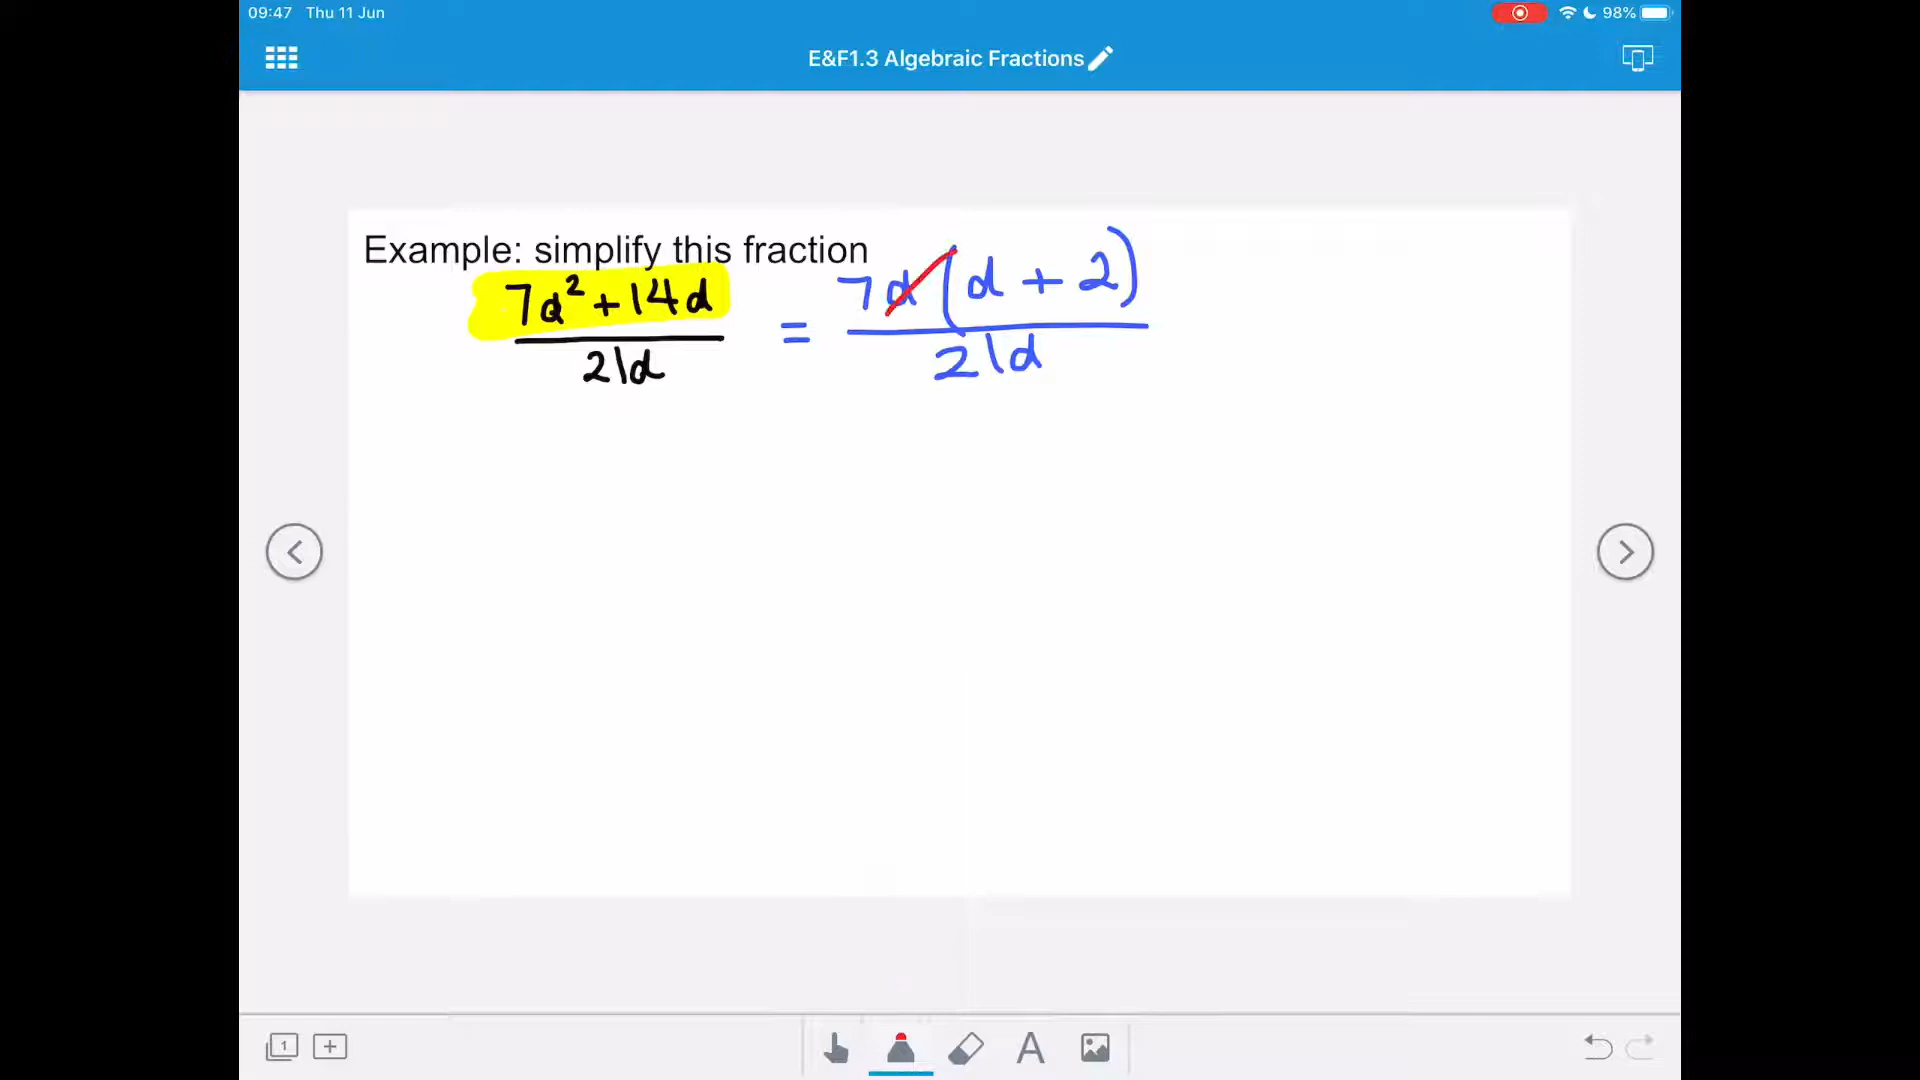 09:47 Thu 11 Jun 98%
E&F1.3 Algebraic Fractions
Example: simplify this fraction
7d² + 14d
21d
=
7d(d + 2)
21d
1
A